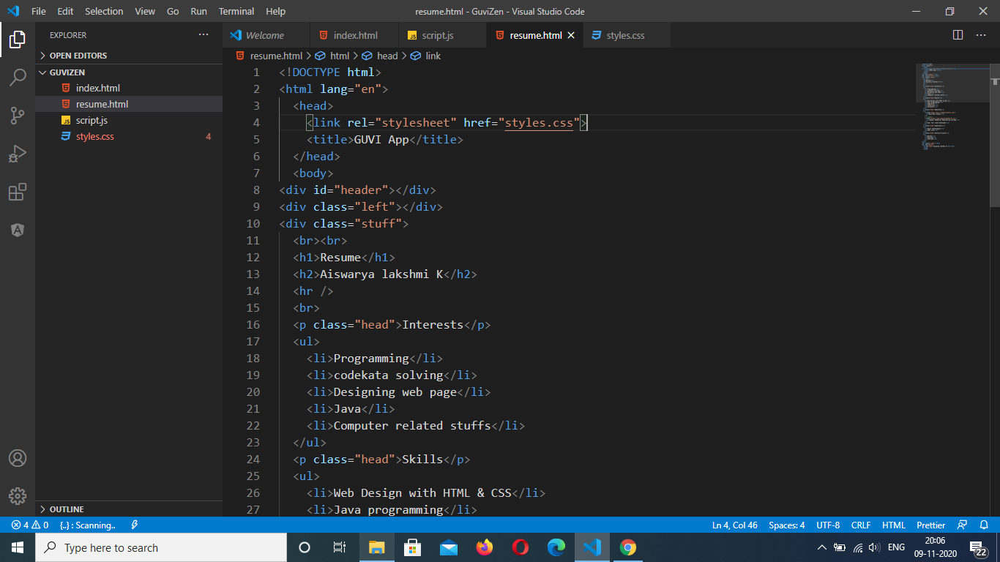 File Edit Selection View Go Run Terminal Help resume.html - GuviZen - Visual Studio Code
EXPLORER
OPEN EDITORS
GUVIZEN
index.html
resume.html
script.js
styles.css 4
OUTLINE
Welcome index.html script.js resume.html styles.css
resume.html > html > head > link
1 <!DOCTYPE html>
2 <html lang="en">
3 <head>
4 <link rel="stylesheet" href="styles.css">
5 <title>GUVI App</title>
6 </head>
7 <body>
8 <div id="header"></div>
9 <div class="left"></div>
10 <div class="stuff">
11 <br><br>
12 <h1>Resume</h1>
13 <h2>Aiswarya lakshmi K</h2>
14 <hr />
15 <br>
16 <p class="head">Interests</p>
17 <ul>
18 <li>Programming</li>
19 <li>codekata solving</li>
20 <li>Designing web page</li>
21 <li>Java</li>
22 <li>Computer related stuffs</li>
23 </ul>
24 <p class="head">Skills</p>
25 <ul>
26 <li>Web Design with HTML & CSS</li>
27 <li>Java programming</li>
4 0 {..} : Scanning.. Ln 4, Col 46 Spaces: 4 UTF-8 CRLF HTML Prettier
Type here to search ENG 20:06
09-11-2020 22